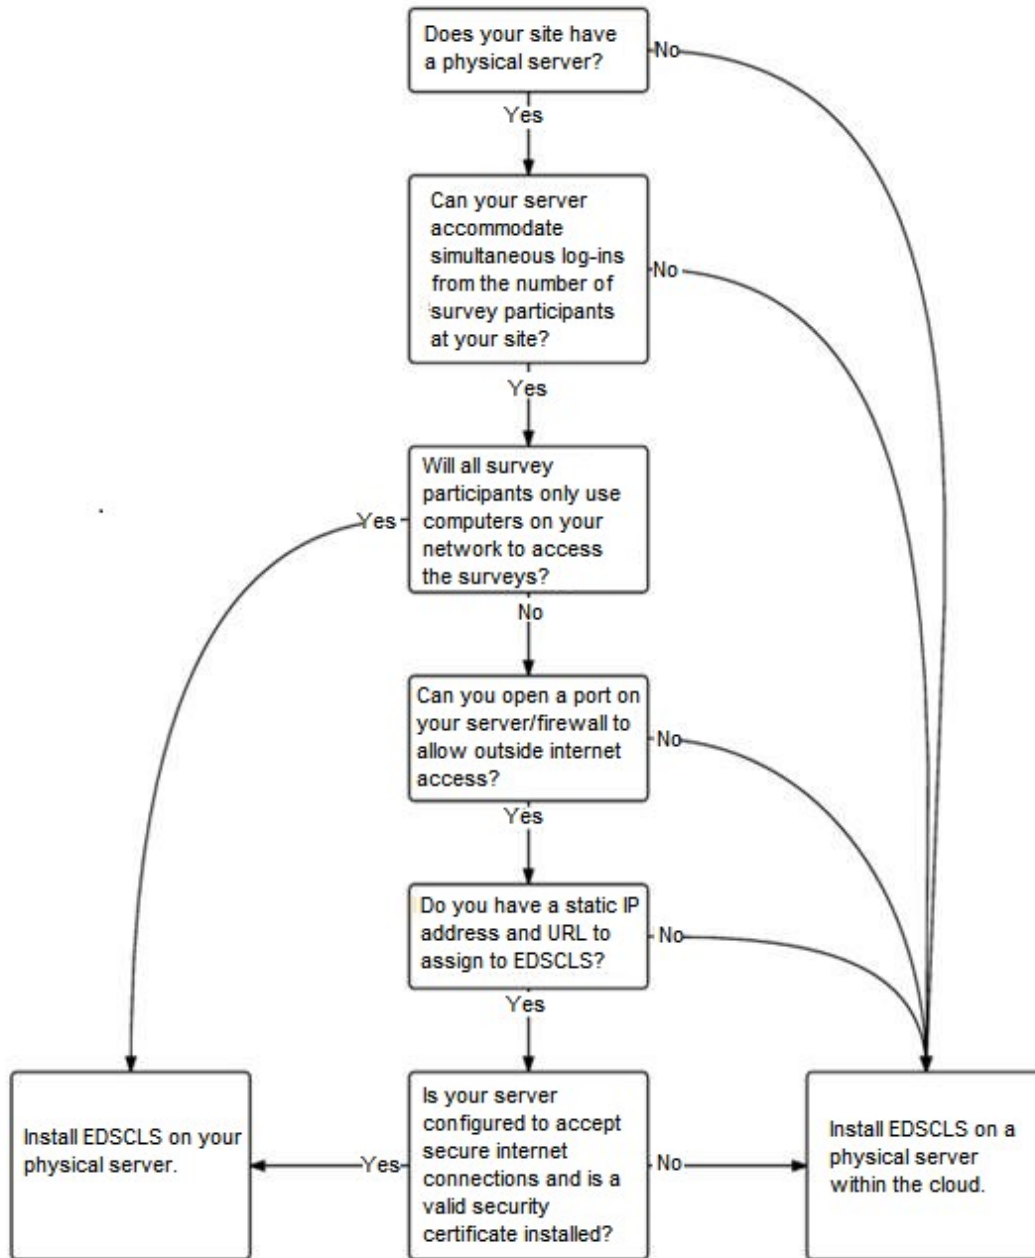 Does your site have
a physical server?
No
Yes
Can your server
accommodate
simultaneous log-ins
from the number of
survey participants
at your site?
No
Yes
Will all survey
participants only use
computers on your
network to access
the surveys?
Yes
No
Can you open a port on
your server/firewall to
allow outside internet
access?
No
Yes
Do you have a static IP
address and URL to
assign to EDSCLS?
No
Yes
Install EDSCLS on your
physical server.
Yes
Is your server
configured to accept
secure internet
connections and is a
valid security
certificate installed?
No
Install EDSCLS on a
physical server
within the cloud.